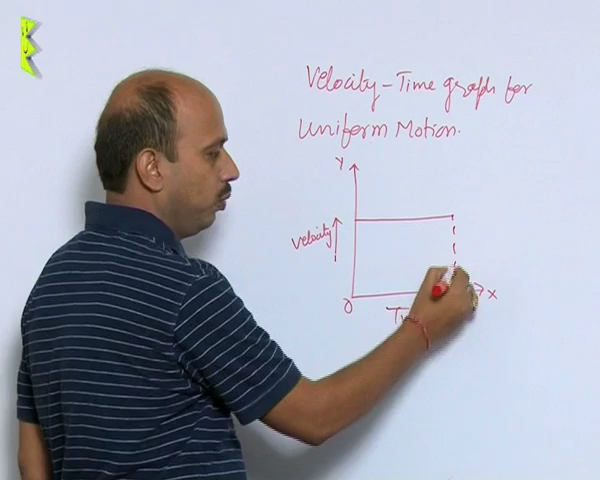 Velocity-Time graph for
Uniform Motion.
Y
Velocity
O
X